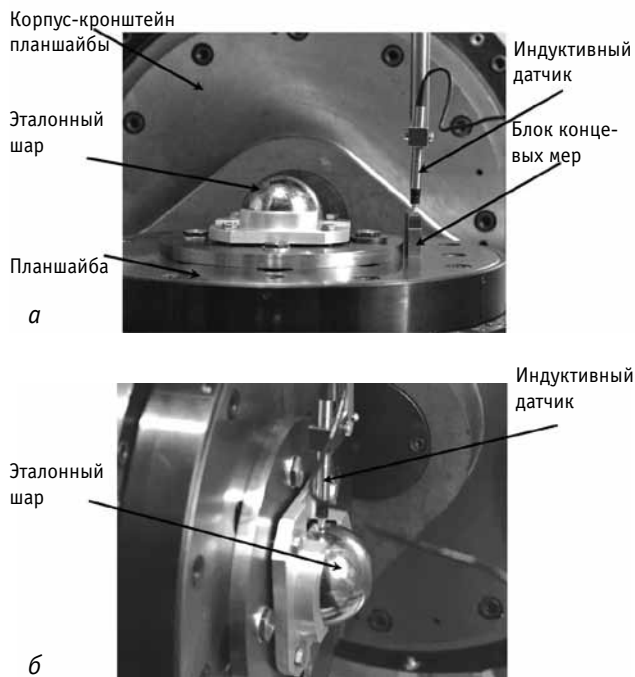 Корпус-кронштейн
планшайбы
Индуктивный
датчик
Эталонный
шар
Блок конце-
вых мер
Планшайба
а
Индуктивный
датчик
Эталонный
шар
б